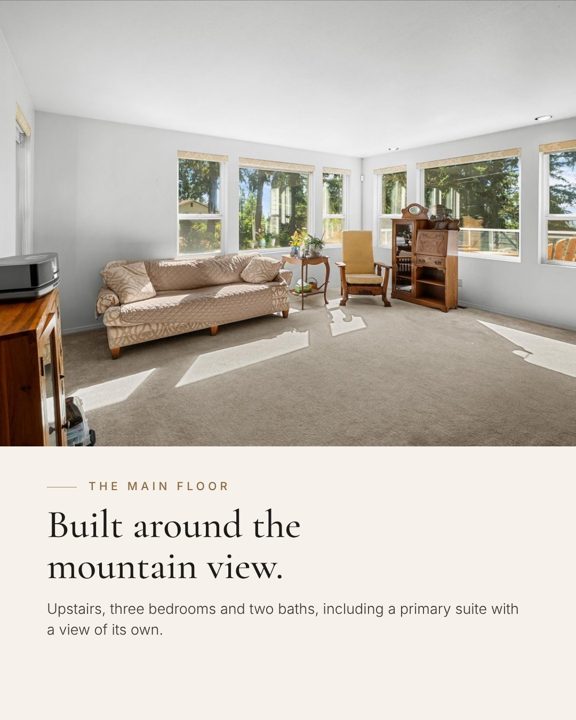 THE MAIN FLOOR
Built around the
mountain view.
Upstairs, three bedrooms and two baths, including a primary suite with
a view of its own.